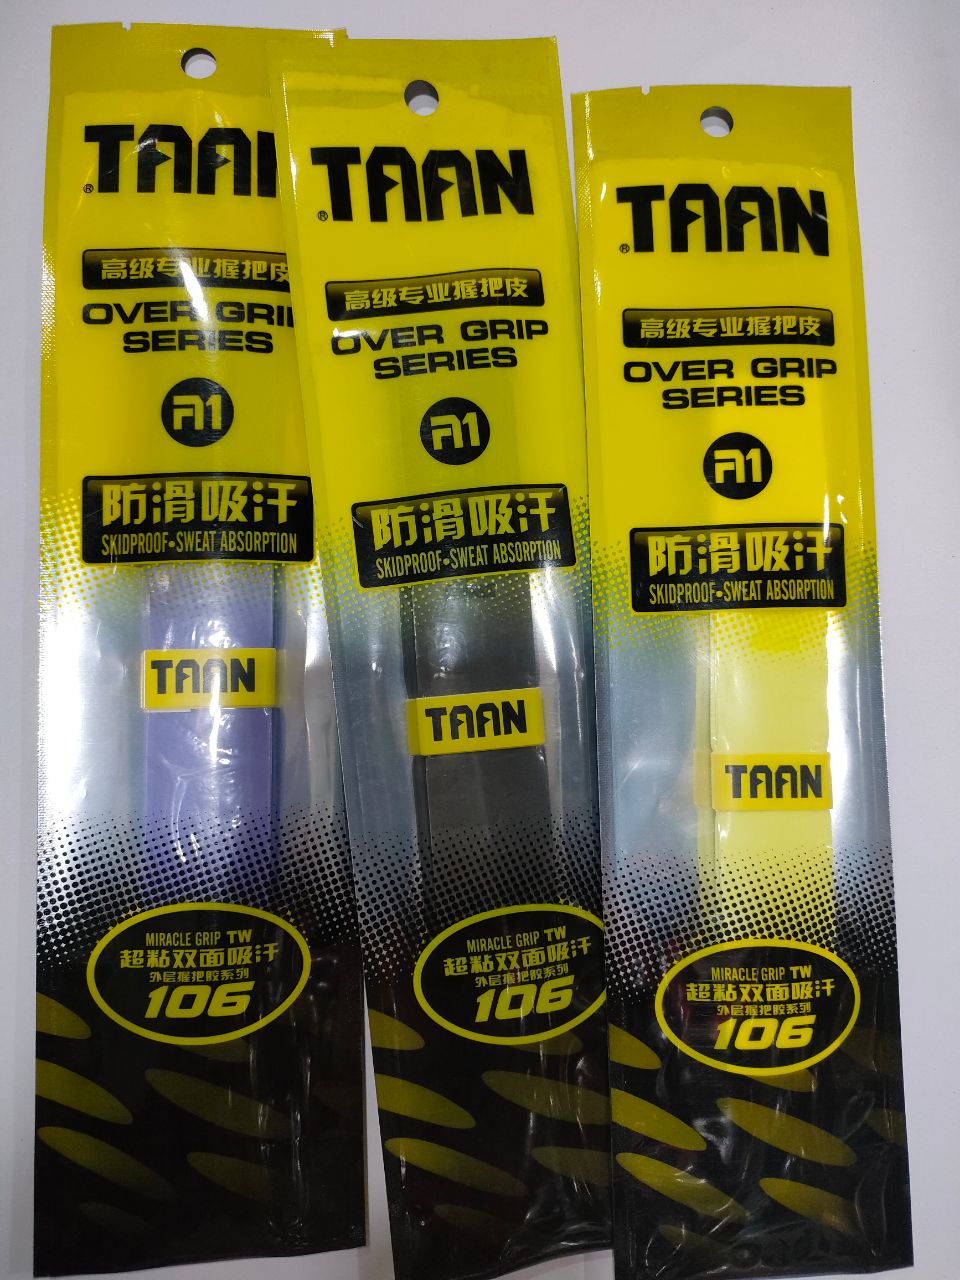 TAAN
®
高级专业握把皮
OVER GRI
SERIES
A1
防滑吸汗
SKIDPROOF•SWEAT ABSORPTION
TAAN
MIRACLE GRIP TW
超粘双面吸汗
外层握把胶系列
106
TAAN
®
高级专业握把皮
OVER GRIP
SERIES
A1
防滑吸汗
SKIDPROOF•SWEAT ABSORPTION
TAAN
MIRACLE GRIP TW
超粘双面吸汗
外层握把胶系列
106
TAAN
®
高级专业握把皮
OVER GRIP
SERIES
A1
防滑吸汗
SKIDPROOF•SWEAT ABSORPTION
TAAN
MIRACLE GRIP TW
超粘双面吸汗
外层握把胶系列
106